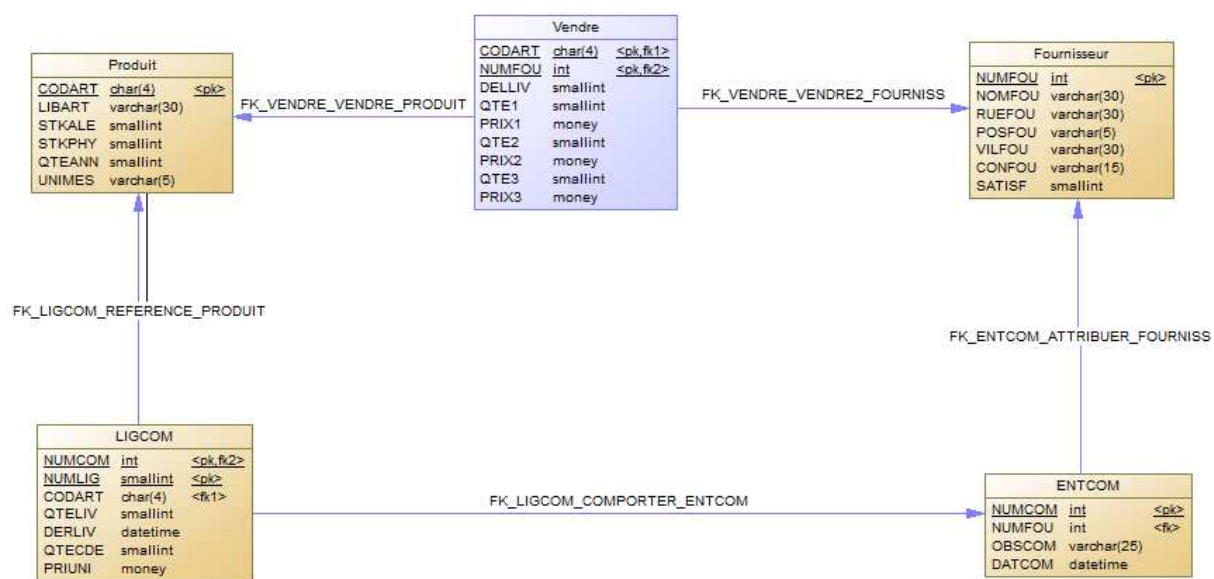 Produit
CODART char(4) <pk>
LIBART varchar(30)
STKALE smallint
STKPHY smallint
QTEANN smallint
UNIMES varchar(5)
FK_VENDRE_VENDRE_PRODUIT
Vendre
CODART char(4) <pk,fk1>
NUMFOU int <pk,fk2>
DELLIV smallint
QTE1 smallint
PRIX1 money
QTE2 smallint
PRIX2 money
QTE3 smallint
PRIX3 money
FK_VENDRE_VENDRE2_FOURNISS
Fournisseur
NUMFOU int <pk>
NOMFOU varchar(30)
RUEFOU varchar(30)
POSFOU varchar(5)
VILFOU varchar(30)
CONFOU varchar(15)
SATISF smallint
FK_LIGCOM_REFERENCE_PRODUIT
FK_ENTCOM_ATTRIBUER_FOURNISS
LIGCOM
NUMCOM int <pk,fk2>
NUMLIG smallint <pk>
CODART char(4) <fk1>
QTELIV smallint
DERLIV datetime
QTECDE smallint
PRIUNI money
FK_LIGCOM_COMPORTER_ENTCOM
ENTCOM
NUMCOM int <pk>
NUMFOU int <fk>
OBSCOM varchar(25)
DATCOM datetime